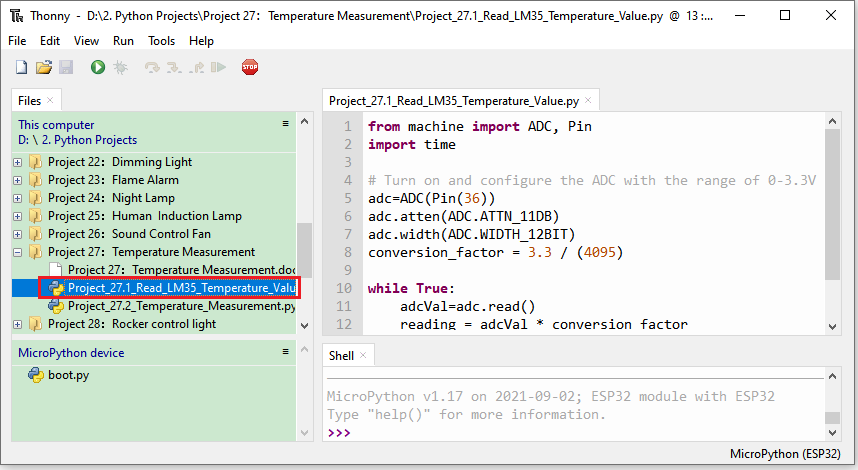 Thonny - D:\2. Python Projects\Project 27：Temperature Measurement\Project_27.1_Read_LM35_Temperature_Value.py @ 13 :...
File Edit View Run Tools Help
STOP
Files
This computer
D: \ 2. Python Projects
Project 22：Dimming Light
Project 23：Flame Alarm
Project 24：Night Lamp
Project 25：Human Induction Lamp
Project 26：Sound Control Fan
Project 27：Temperature Measurement
Project 27：Temperature Measurement.doc
Project_27.1_Read_LM35_Temperature_Valu
Project_27.2_Temperature_Measurement.py
Project 28：Rocker control light
MicroPython device
boot.py
Project_27.1_Read_LM35_Temperature_Value.py
1 from machine import ADC, Pin
2 import time
3
4 # Turn on and configure the ADC with the range of 0-3.3V
5 adc=ADC(Pin(36))
6 adc.atten(ADC.ATTN_11DB)
7 adc.width(ADC.WIDTH_12BIT)
8 conversion_factor = 3.3 / (4095)
9
10 while True:
11 adcVal=adc.read()
12 reading = adcVal * conversion_factor
Shell
MicroPython v1.17 on 2021-09-02; ESP32 module with ESP32
Type "help()" for more information.
>>>
MicroPython (ESP32)